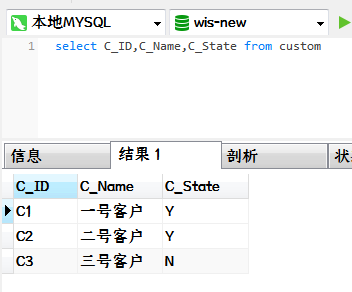 本地MYSQL wis-new
1 select C_ID,C_Name,C_State from custom
信息 结果 1 剖析
C_ID C_Name C_State
C1 一号客户 Y
C2 二号客户 Y
C3 三号客户 N